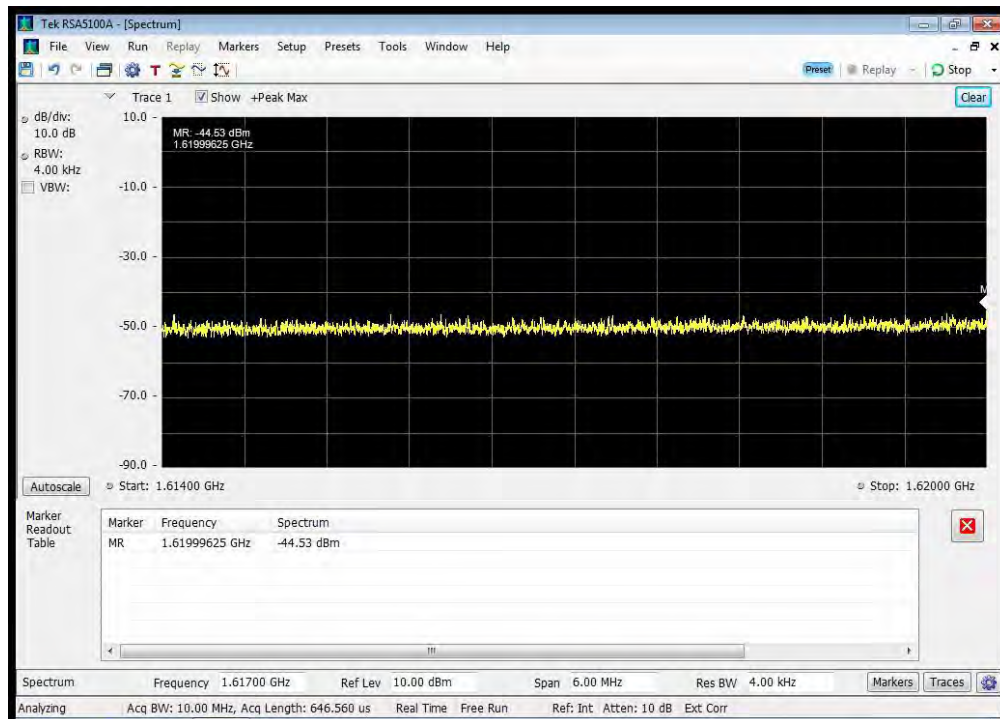 Tek RSA5100A - [Spectrum]
File View Run Replay Markers Setup Presets Tools Window Help
T Preset Replay Stop
Trace 1 Show +Peak Max Clear
dB/div:
10.0 dB
RBW:
4.00 kHz
VBW:
10.0
-10.0
-30.0
-50.0
-70.0
-90.0
MR: -44.53 dBm
1.61999625 GHz
M
Autoscale Start: 1.61400 GHz Stop: 1.62000 GHz
Marker
Readout
Table
Marker Frequency Spectrum
MR 1.61999625 GHz -44.53 dBm
Spectrum Frequency 1.61700 GHz Ref Lev 10.00 dBm Span 6.00 MHz Res BW 4.00 kHz Markers Traces
Analyzing Acq BW: 10.00 MHz, Acq Length: 646.560 us Real Time Free Run Ref: Int Atten: 10 dB Ext Corr